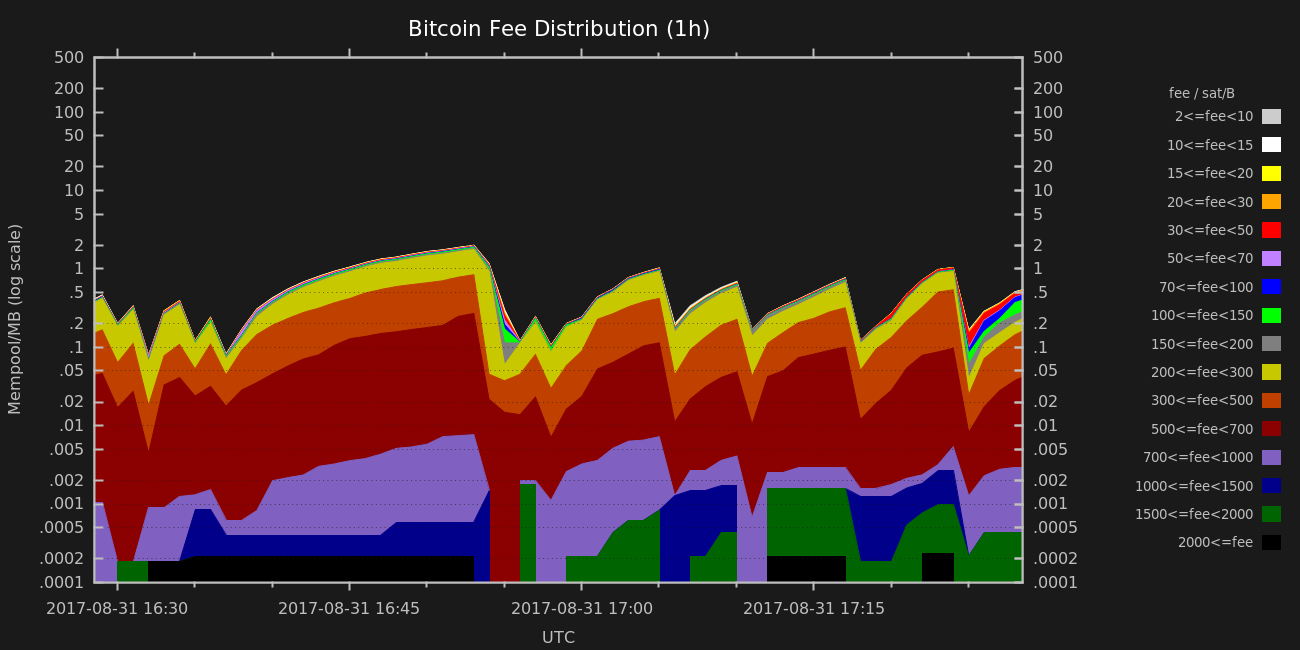 Bitcoin Fee Distribution (1h)
500
200
100
50
20
10
5
2
1
.5
.2
.1
.05
.02
.01
.005
.002
.001
.0005
.0002
.0001
Mempool/MB (log scale)
500
200
100
50
20
10
5
2
1
.5
.2
.1
.05
.02
.01
.005
.002
.001
.0005
.0002
.0001
2017-08-31 16:30
2017-08-31 16:45
2017-08-31 17:00
2017-08-31 17:15
UTC
fee / sat/B
2<=fee<10
10<=fee<15
15<=fee<20
20<=fee<30
30<=fee<50
50<=fee<70
70<=fee<100
100<=fee<150
150<=fee<200
200<=fee<300
300<=fee<500
500<=fee<700
700<=fee<1000
1000<=fee<1500
1500<=fee<2000
2000<=fee